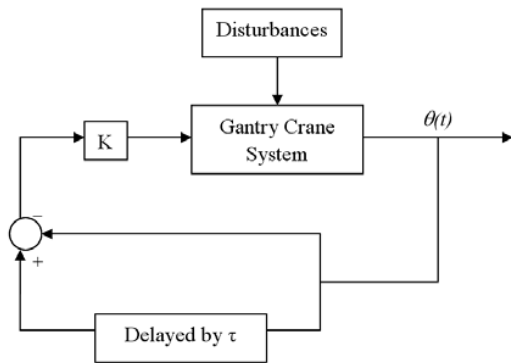 Disturbances
K
Gantry Crane
System
θ(t)
−
+
Delayed by τ